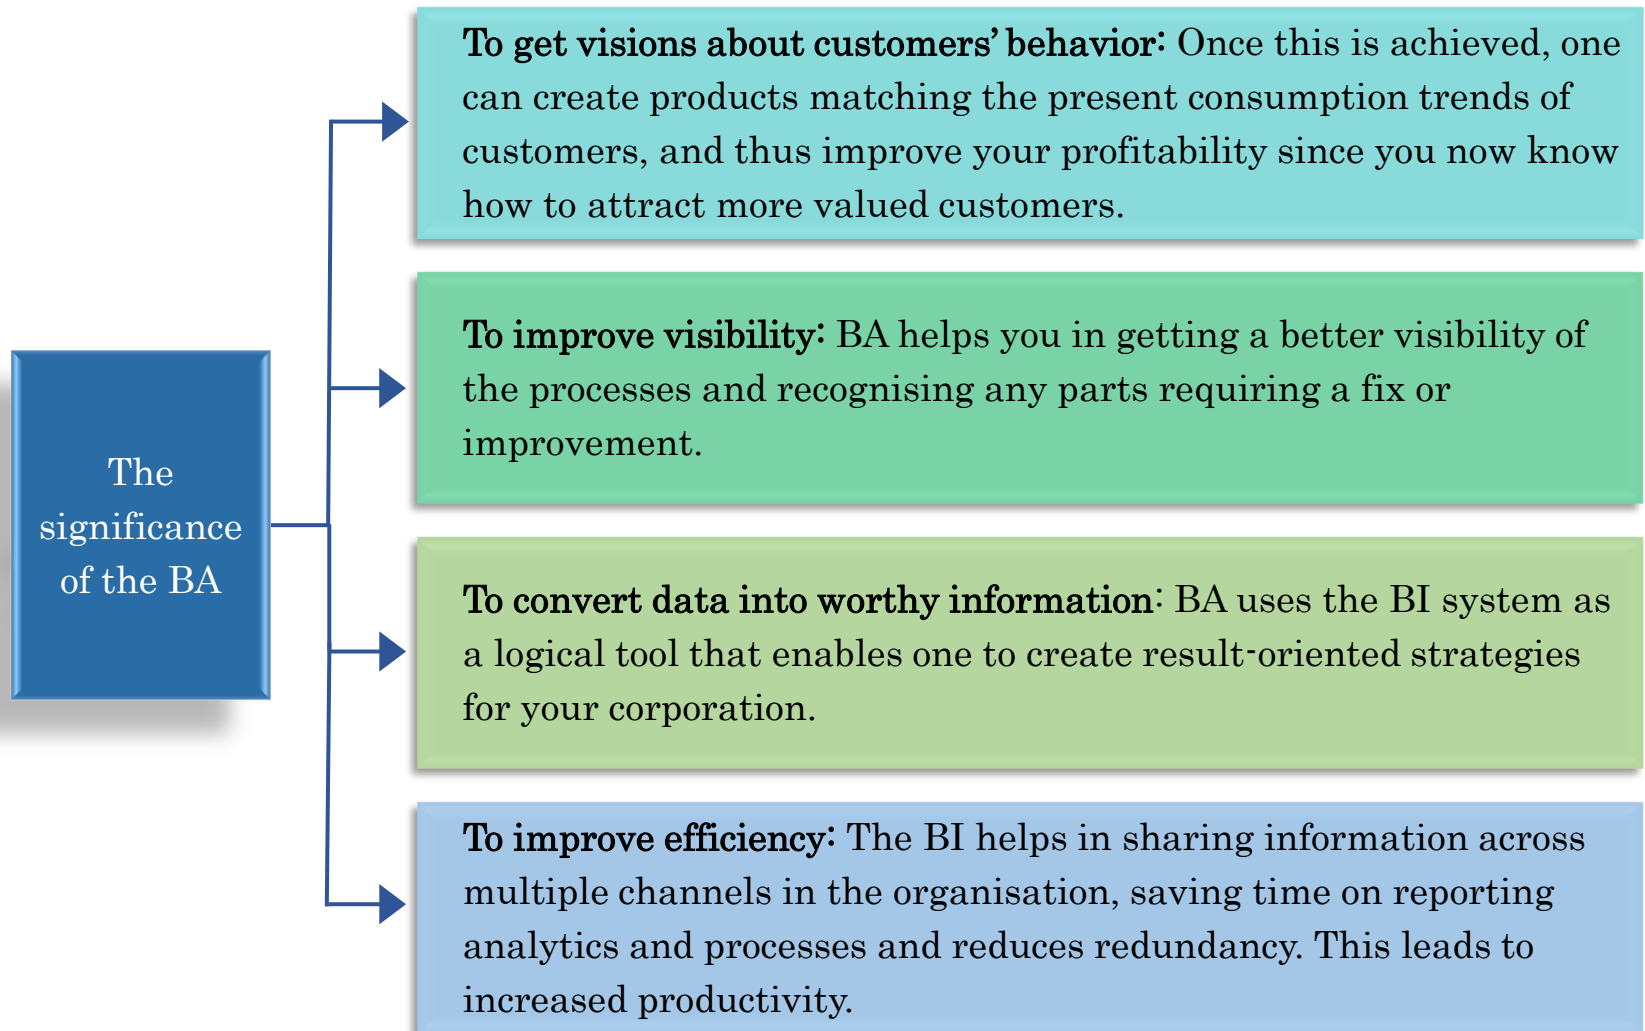 To get visions about customers’ behavior: Once this is achieved, one
can create products matching the present consumption trends of
customers, and thus improve your profitability since you now know
how to attract more valued customers.
To improve visibility: BA helps you in getting a better visibility of
the processes and recognising any parts requiring a fix or
improvement.
The
significance
of the BA
To convert data into worthy information: BA uses the BI system as
a logical tool that enables one to create result-oriented strategies
for your corporation.
To improve efficiency: The BI helps in sharing information across
multiple channels in the organisation, saving time on reporting
analytics and processes and reduces redundancy. This leads to
increased productivity.